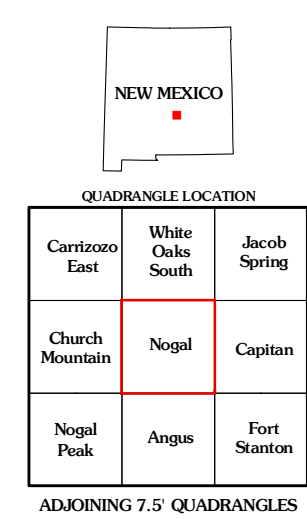 NEW MEXICO
QUADRANGLE LOCATION
Carrizozo
East
White
Oaks
South
Jacob
Spring
Church
Mountain
Nogal
Capitan
Nogal
Peak
Angus
Fort
Stanton
ADJOINING 7.5' QUADRANGLES